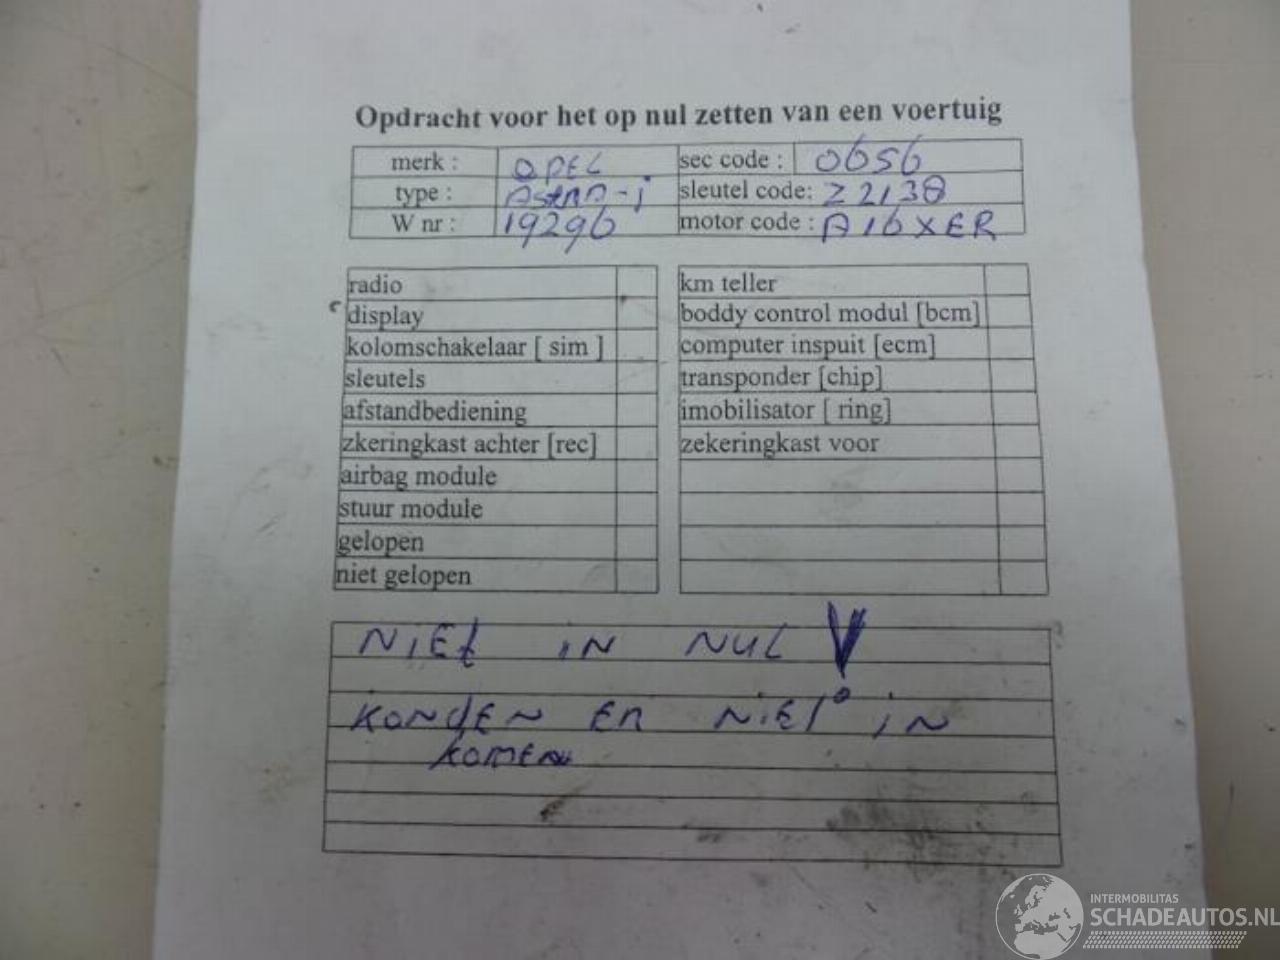 Opdracht voor het op nul zetten van een voertuig
merk : OPEL sec code : 0656
type : ASTRA-j sleutel code: Z2138
W nr : 19296 motor code : A16XER
radio km teller
display boddy control modul [bcm]
kolomschakelaar [ sim ] computer inspuit [ecm]
sleutels transponder [chip]
afstandbediening imobilisator [ ring]
zkeringkast achter [rec] zekeringkast voor
airbag module
stuur module
gelopen
niet gelopen
NIEt IN NUL
KONdEN ER NIET IN
KOMEN
INTERMOBILITAS
SCHADEAUTOS.NL